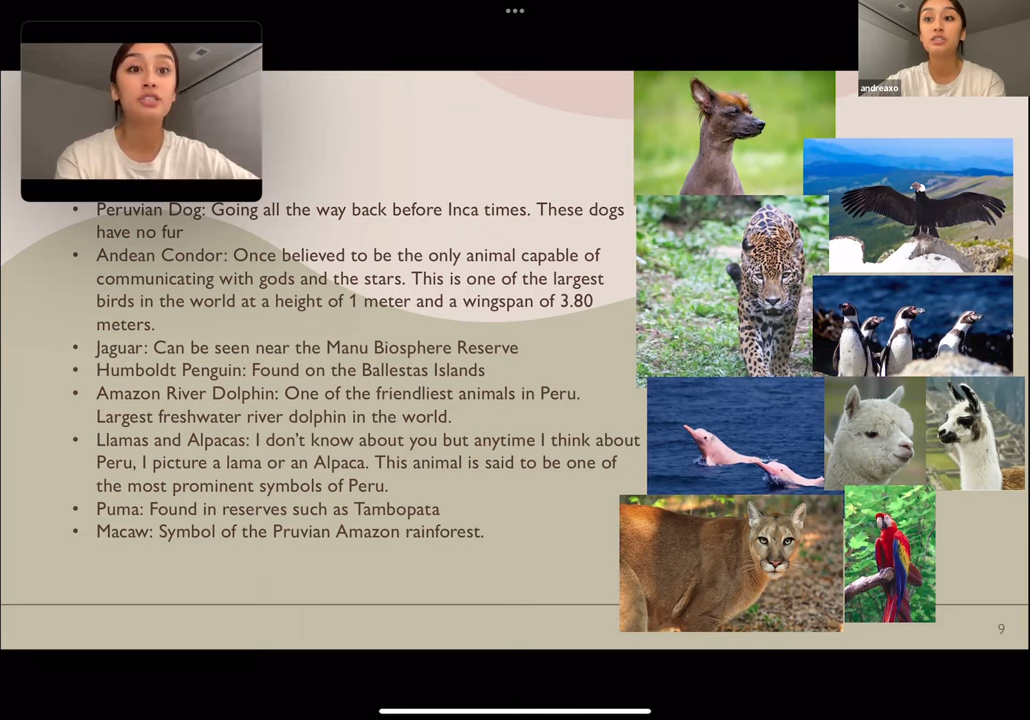 andreaxo
• Peruvian Dog: Going all the way back before Inca times. These dogs
have no fur
• Andean Condor: Once believed to be the only animal capable of
communicating with gods and the stars. This is one of the largest
birds in the world at a height of 1 meter and a wingspan of 3.80
meters.
• Jaguar: Can be seen near the Manu Biosphere Reserve
• Humboldt Penguin: Found on the Ballestas Islands
• Amazon River Dolphin: One of the friendliest animals in Peru.
Largest freshwater river dolphin in the world.
• Llamas and Alpacas: I don't know about you but anytime I think about
Peru, I picture a lama or an Alpaca. This animal is said to be one of
the most prominent symbols of Peru.
• Puma: Found in reserves such as Tambopata
• Macaw: Symbol of the Pruvian Amazon rainforest.
9